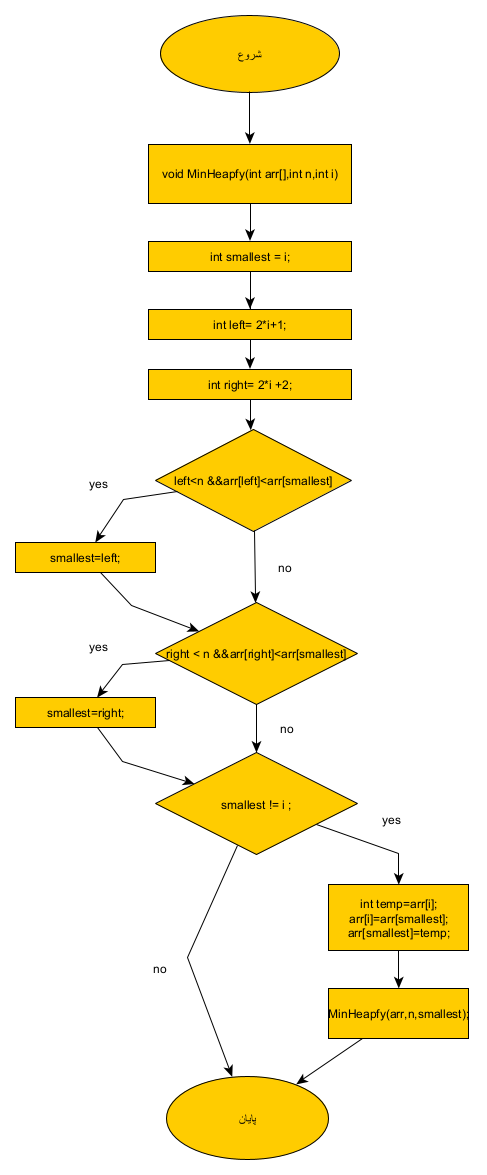 شروع
void MinHeapfy(int arr[],int n,int i)
int smallest = i;
int left= 2*i+1;
int right= 2*i +2;
left<n &&arr[left]<arr[smallest]
yes
smallest=left;
no
right < n &&arr[right]<arr[smallest]
yes
smallest=right;
no
smallest != i ;
yes
int temp=arr[i];
arr[i]=arr[smallest];
arr[smallest]=temp;
no
MinHeapfy(arr,n,smallest);
پایان